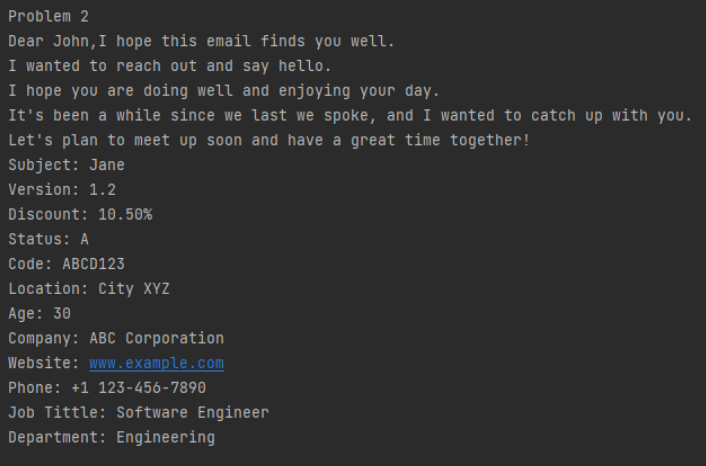 Problem 2
Dear John,I hope this email finds you well.
I wanted to reach out and say hello.
I hope you are doing well and enjoying your day.
It's been a while since we last we spoke, and I wanted to catch up with you.
Let's plan to meet up soon and have a great time together!
Subject: Jane
Version: 1.2
Discount: 10.50%
Status: A
Code: ABCD123
Location: City XYZ
Age: 30
Company: ABC Corporation
Website: www.example.com
Phone: +1 123-456-7890
Job Tittle: Software Engineer
Department: Engineering